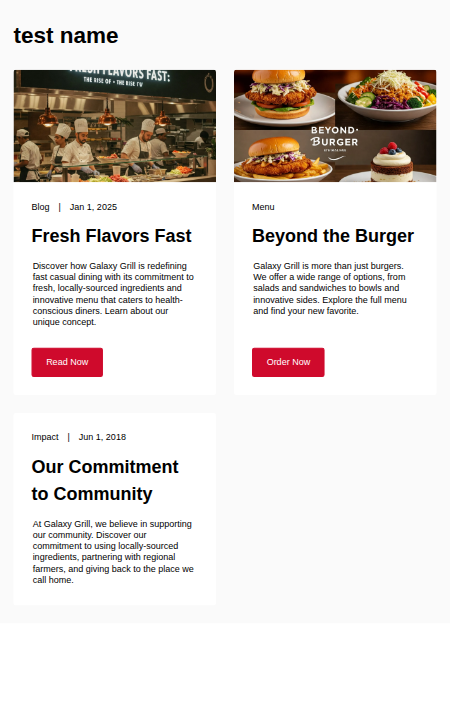 test name
FRESH FLAVORS FAST:
THE RISE OF • THE RISE TV
Blog | Jan 1, 2025
Fresh Flavors Fast
Discover how Galaxy Grill is redefining
fast casual dining with its commitment to
fresh, locally-sourced ingredients and
innovative menu that caters to health-
conscious diners. Learn about our
unique concept.
Read Now
BEYOND·
BURGER
Menu
Beyond the Burger
Galaxy Grill is more than just burgers.
We offer a wide range of options, from
salads and sandwiches to bowls and
innovative sides. Explore the full menu
and find your new favorite.
Order Now
Impact | Jun 1, 2018
Our Commitment
to Community
At Galaxy Grill, we believe in supporting
our community. Discover our
commitment to using locally-sourced
ingredients, partnering with regional
farmers, and giving back to the place we
call home.